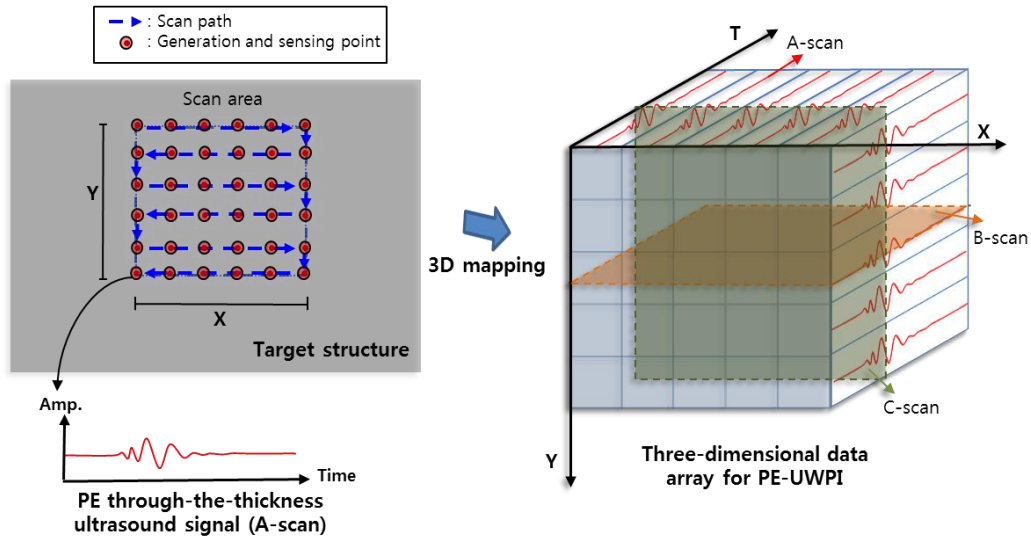 : Scan path
: Generation and sensing point
Scan area
Y
X
Target structure
Amp.
Time
PE through-the-thickness
ultrasound signal (A-scan)
3D mapping
T
A-scan
X
B-scan
C-scan
Y
Three-dimensional data
array for PE-UWPI